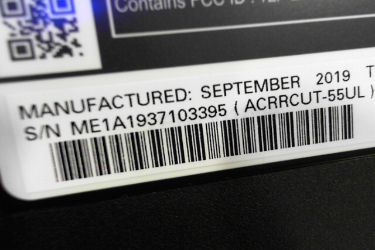 Contains FCC ID
MANUFACTURED: SEPTEMBER 2019 T
S/N ME1A1937103395 ( ACRRCUT-55UL )